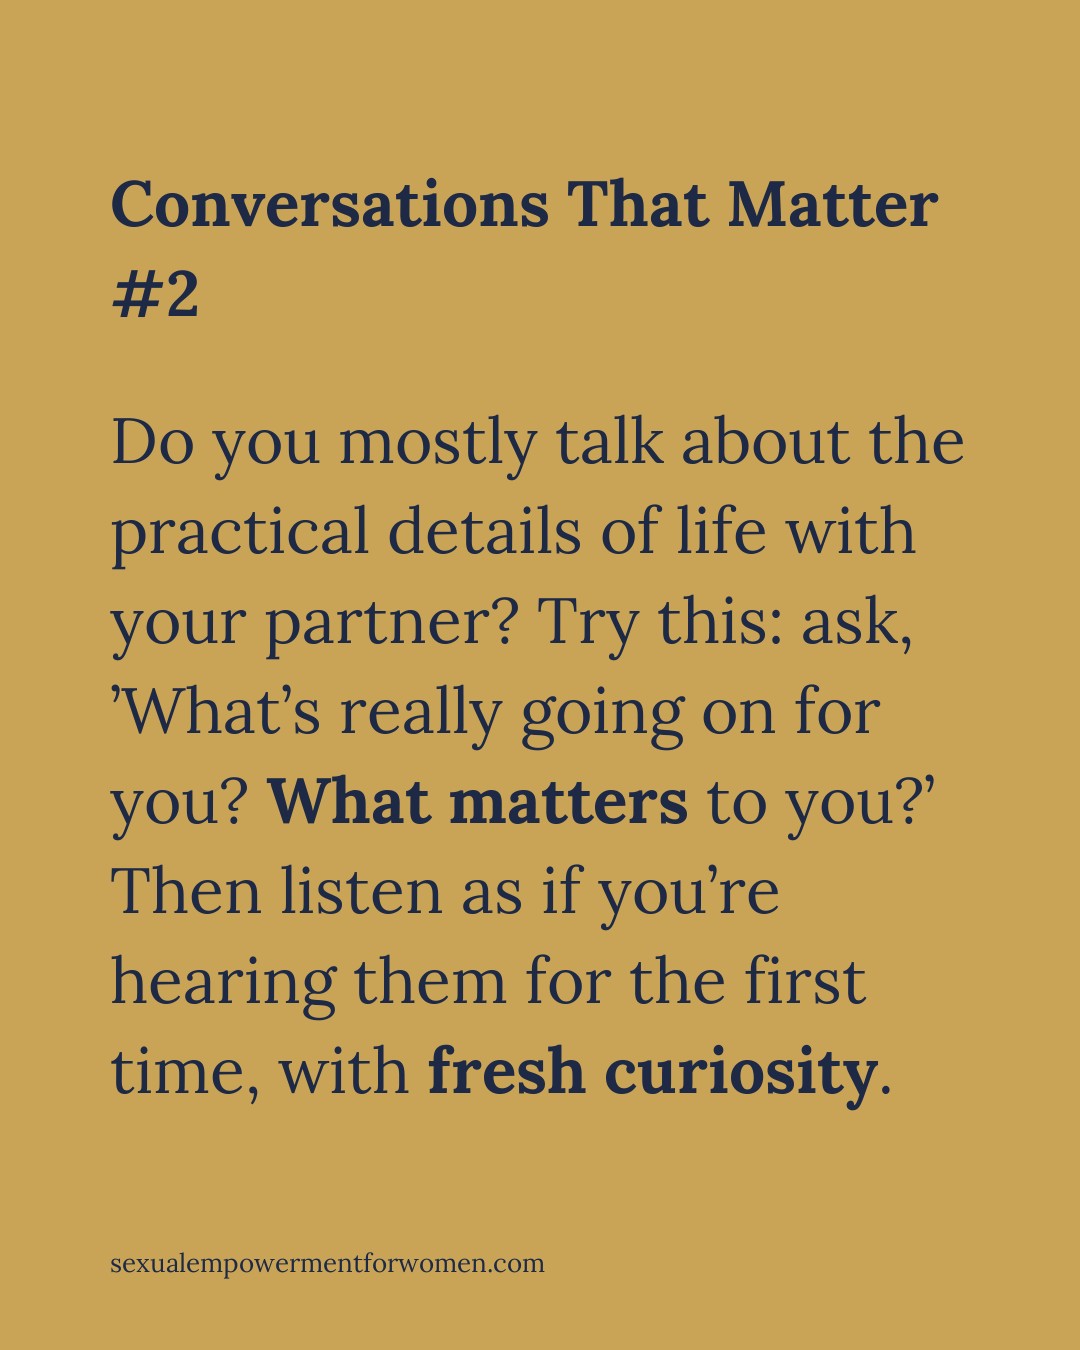 Conversations That Matter
#2
Do you mostly talk about the
practical details of life with
your partner? Try this: ask,
’What’s really going on for
you? What matters to you?’
Then listen as if you’re
hearing them for the first
time, with fresh curiosity.
sexualempowermentforwomen.com